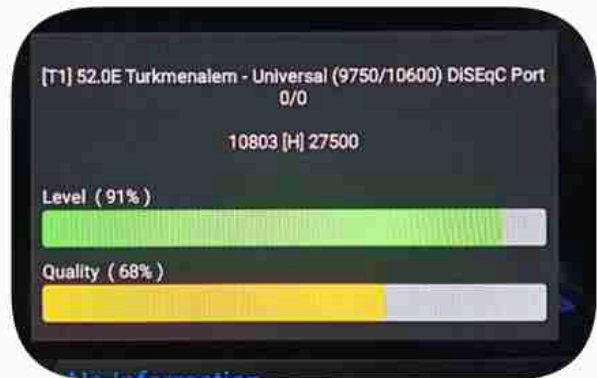 [T1] 52.0E Turkmenalem - Universal (9750/10600) DiSEqC Port
0/0
10803 [H] 27500
Level ( 91% )
Quality ( 68% )